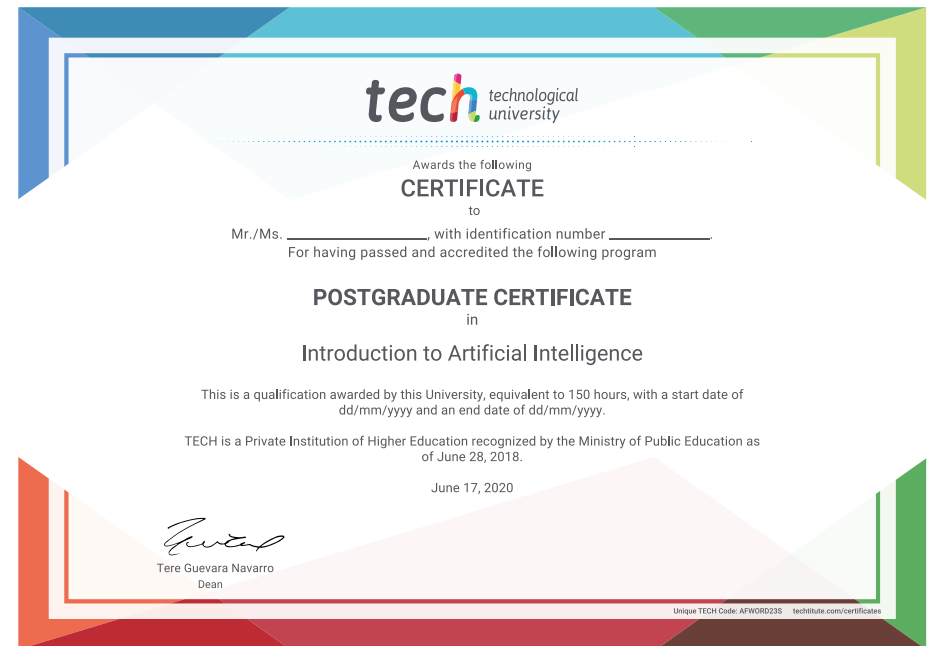 tech technological
university
Awards the following
CERTIFICATE
to
Mr./Ms. ____________________, with identification number ______________.
For having passed and accredited the following program
POSTGRADUATE CERTIFICATE
in
Introduction to Artificial Intelligence
This is a qualification awarded by this University, equivalent to 150 hours, with a start date of
dd/mm/yyyy and an end date of dd/mm/yyyy.
TECH is a Private Institution of Higher Education recognized by the Ministry of Public Education as
of June 28, 2018.
June 17, 2020
Tere Guevara Navarro
Dean
Unique TECH Code: AFWORD23S techtitute.com/certificates